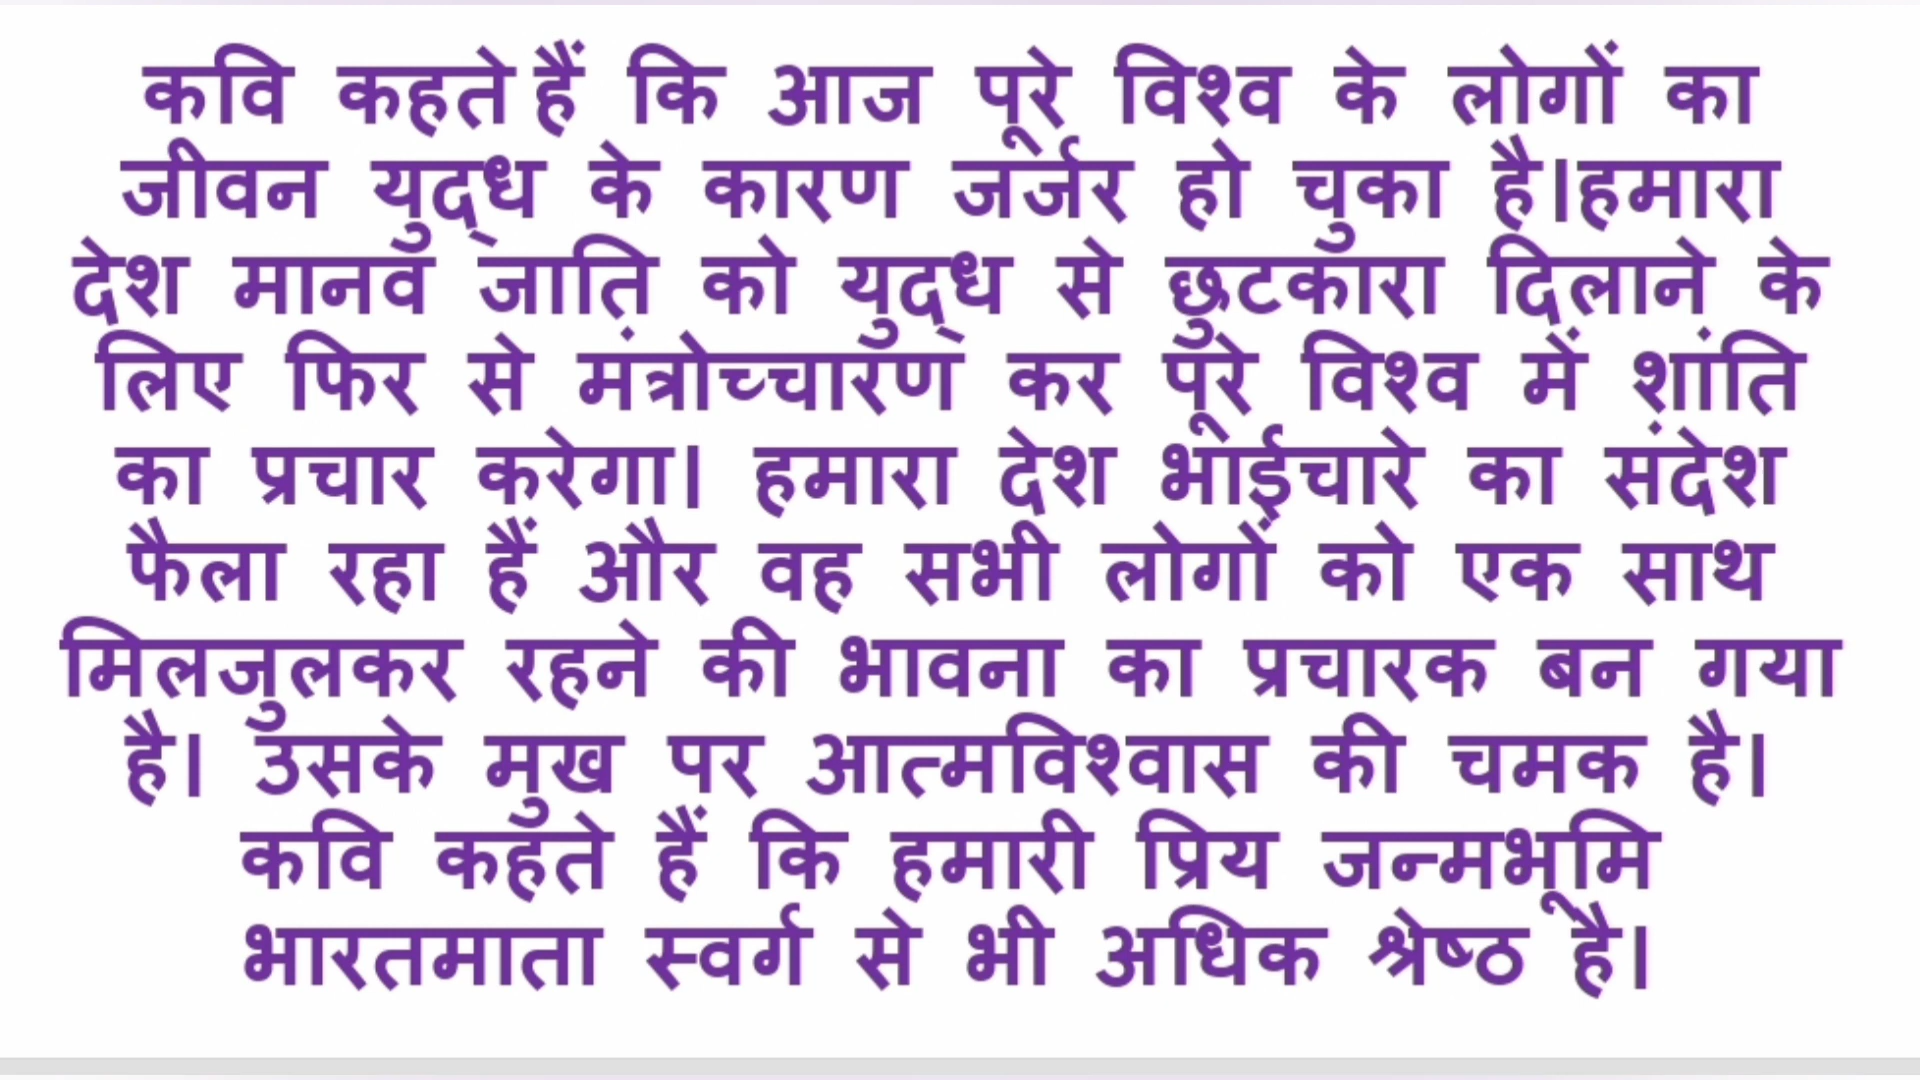 कवि कहते हैं कि आज पूरे विश्व के लोगों का
जीवन युद्ध के कारण जर्जर हो चुका है।हमारा
देश मानव जाति को युद्ध से छुटकारा दिलाने के
लिए फिर से मंत्रोच्चारण कर पूरे विश्व में शांति
का प्रचार करेगा। हमारा देश भाईचारे का संदेश
फैला रहा हैं और वह सभी लोगों को एक साथ
मिलजुलकर रहने की भावना का प्रचारक बन गया
है। उसके मुख पर आत्मविश्वास की चमक है।
कवि कहते हैं कि हमारी प्रिय जन्मभूमि
भारतमाता स्वर्ग से भी अधिक श्रेष्ठ है।